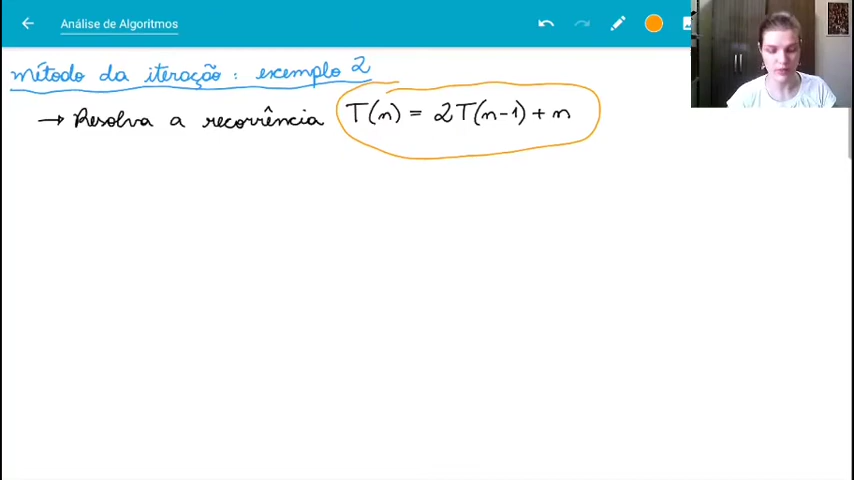 Análise de Algoritmos
método da iteração: exemplo 2
→ Resolva a recorrência T(n) = 2T(n-1) + n